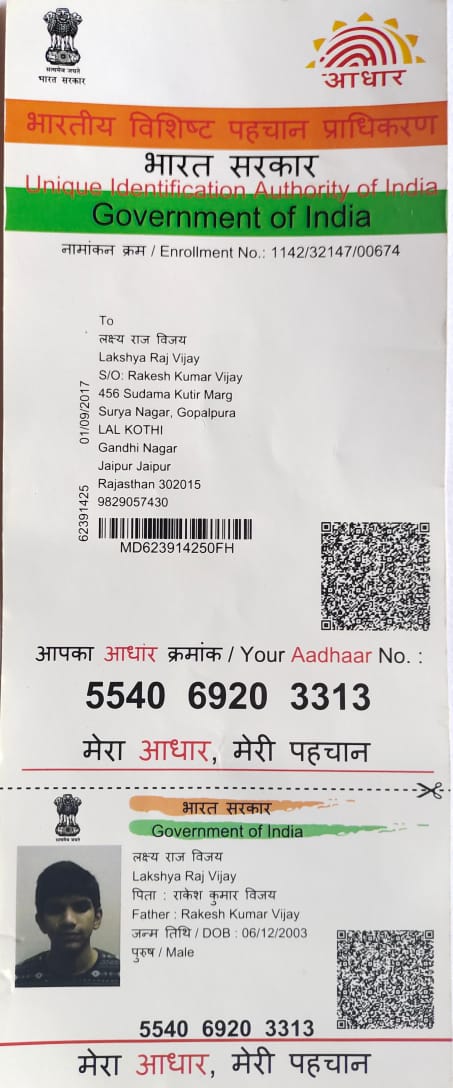 सत्यमेव जयते
भारत सरकार
आधार
भारतीय विशिष्ट पहचान प्राधिकरण
भारत सरकार
Unique Identification Authority of India
Government of India
नामांकन क्रम / Enrollment No.: 1142/32147/00674
To
लक्ष्य राज विजय
Lakshya Raj Vijay
S/O: Rakesh Kumar Vijay
456 Sudama Kutir Marg
Surya Nagar, Gopalpura
LAL KOTHI
Gandhi Nagar
Jaipur Jaipur
Rajasthan 302015
9829057430
01/09/2017
62391425
MD623914250FH
आपका आधार क्रमांक / Your Aadhaar No. :
5540 6920 3313
मेरा आधार, मेरी पहचान
सत्यमेव जयते
भारत सरकार
Government of India
लक्ष्य राज विजय
Lakshya Raj Vijay
पिता : राकेश कुमार विजय
Father : Rakesh Kumar Vijay
जन्म तिथि / DOB : 06/12/2003
पुरुष / Male
5540 6920 3313
मेरा आधार, मेरी पहचान